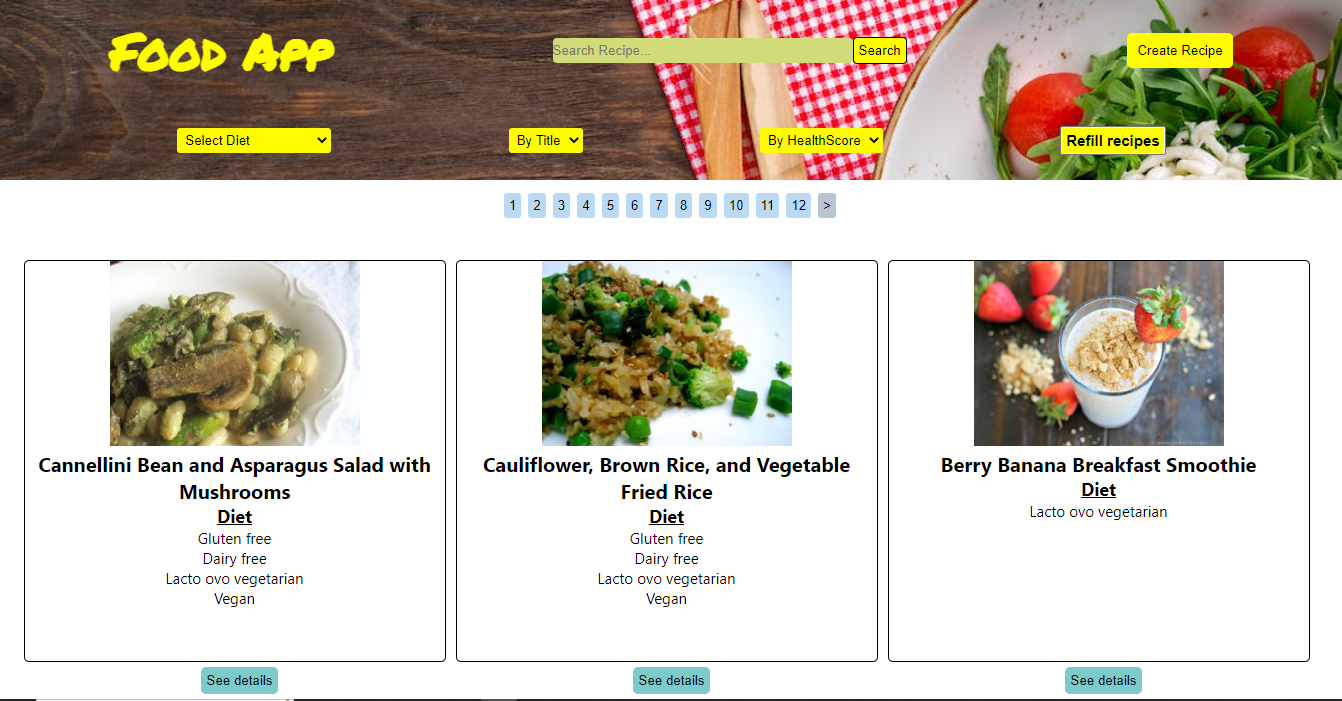 Food App
Search Recipe...
Search
Create Recipe
Select Diet
By Title
By HealthScore
Refill recipes
1 2 3 4 5 6 7 8 9 10 11 12 >
Cannellini Bean and Asparagus Salad with
Mushrooms
Diet
Gluten free
Dairy free
Lacto ovo vegetarian
Vegan
See details
Cauliflower, Brown Rice, and Vegetable
Fried Rice
Diet
Gluten free
Dairy free
Lacto ovo vegetarian
Vegan
See details
Berry Banana Breakfast Smoothie
Diet
Lacto ovo vegetarian
See details